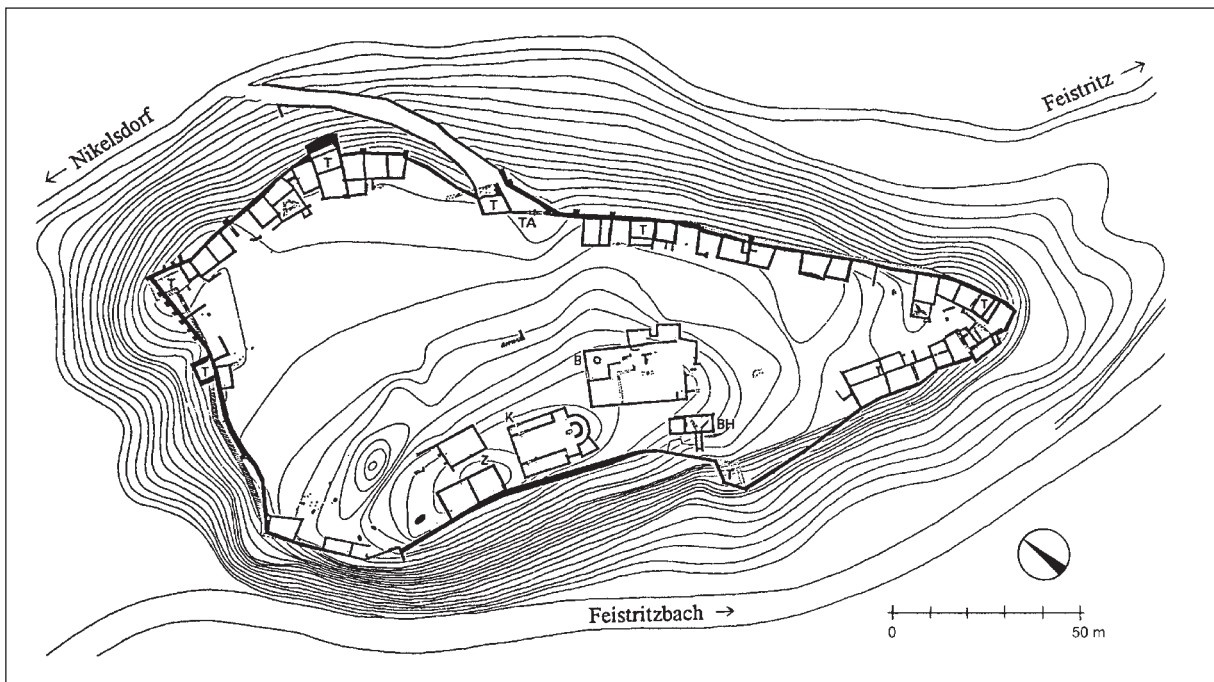 Feistritz →
← Nikelsdorf
T
T
TA
T
T
T
T
B
T
K
BH
Z
T
Feistritzbach →
0 50 m